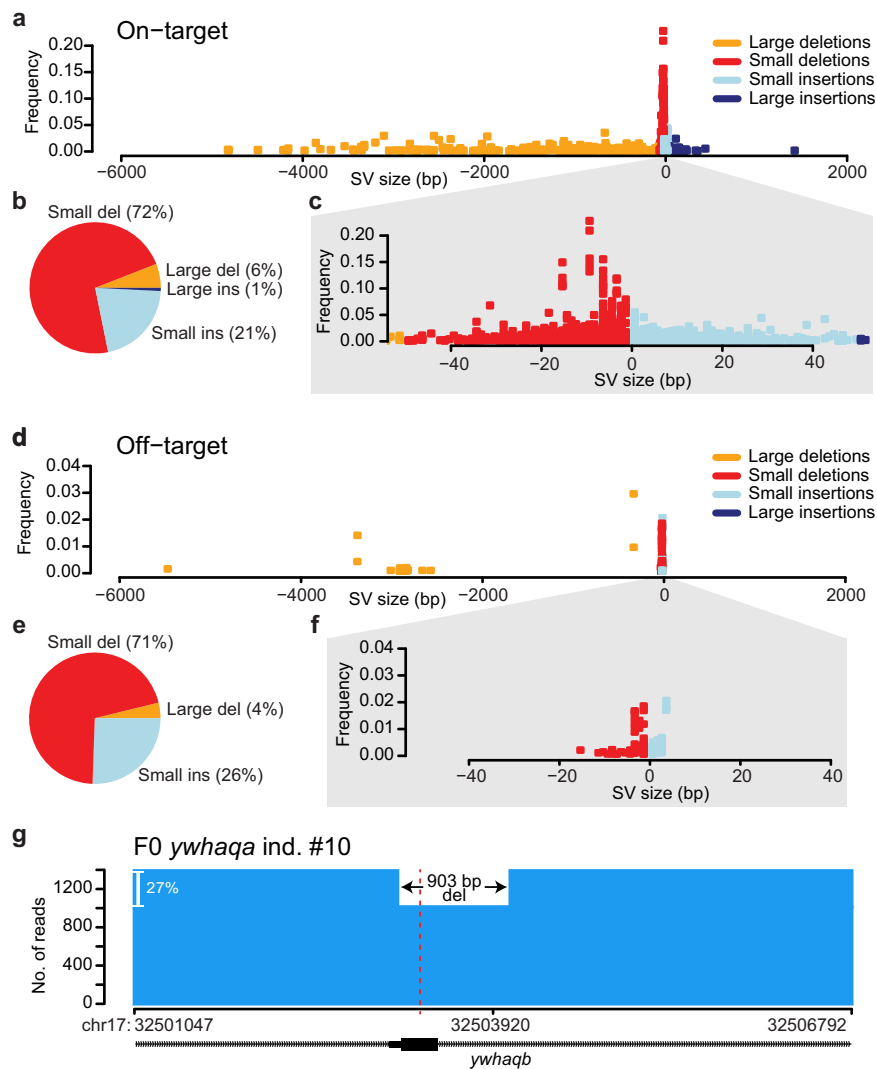 a
On-target
Frequency
0.20
0.15
0.10
0.05
0.00
−6000
−4000
−2000
0
2000
SV size (bp)
Large deletions
Small deletions
Small insertions
Large insertions
b
Small del (72%)
Large del (6%)
Large ins (1%)
Small ins (21%)
c
Frequency
0.20
0.15
0.10
0.05
0.00
−40
−20
0
20
40
SV size (bp)
d
Off−target
Frequency
0.04
0.03
0.02
0.01
0.00
−6000
−4000
−2000
0
2000
SV size (bp)
Large deletions
Small deletions
Small insertions
Large insertions
e
Small del (71%)
Large del (4%)
Small ins (26%)
f
Frequency
0.04
0.03
0.02
0.01
0.00
−40
−20
0
20
40
SV size (bp)
g
F0 ywhaqa ind. #10
No. of reads
1200
800
400
0
27%
903 bp
del
chr17: 32501047
32503920
32506792
ywhaqb